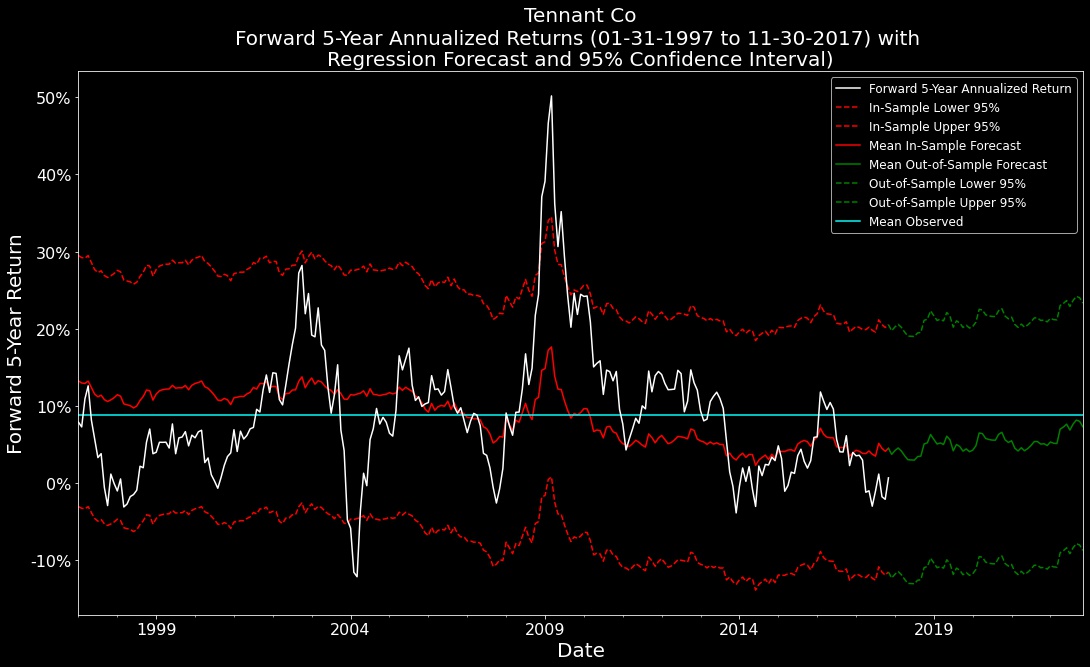 Tennant Co
Forward 5-Year Annualized Returns (01-31-1997 to 11-30-2017) with
Regression Forecast and 95% Confidence Interval)
Forward 5-Year Annualized Return
In-Sample Lower 95%
In-Sample Upper 95%
Mean In-Sample Forecast
Mean Out-of-Sample Forecast
Out-of-Sample Lower 95%
Out-of-Sample Upper 95%
Mean Observed
Forward 5-Year Return
50%
40%
30%
20%
10%
0%
-10%
1999 2004 2009 2014 2019
Date